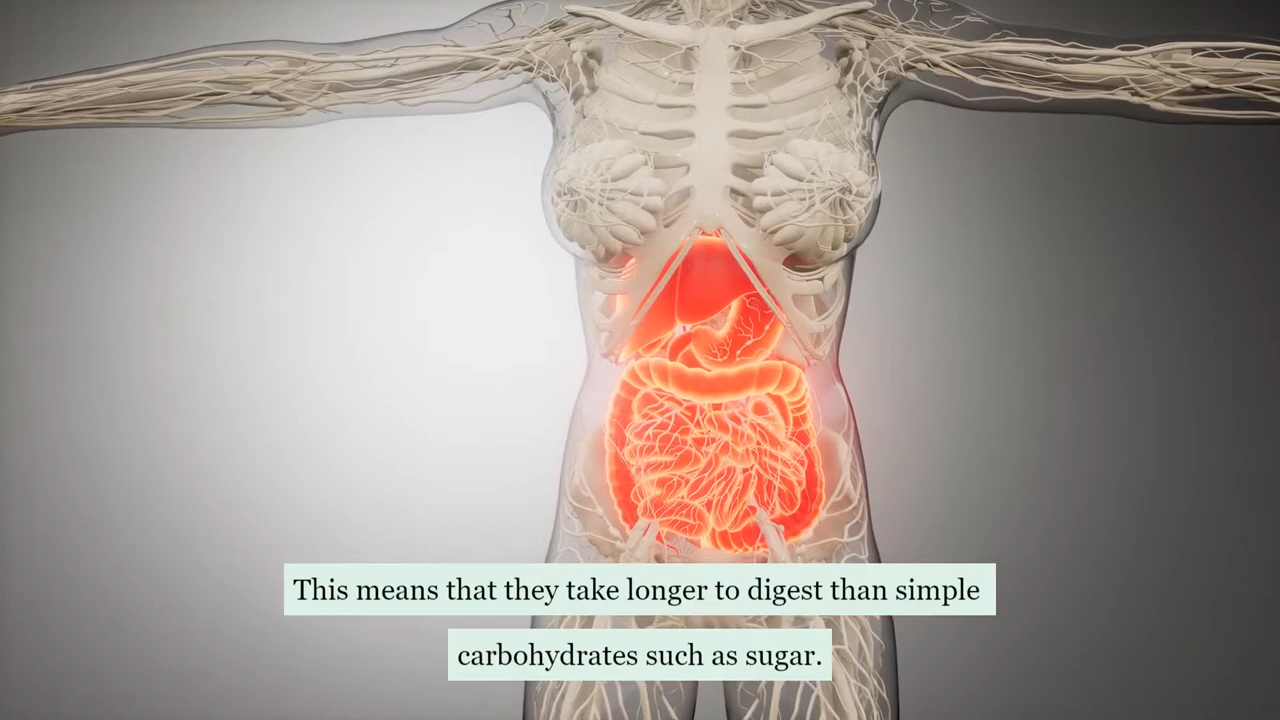 This means that they take longer to digest than simple
carbohydrates such as sugar.